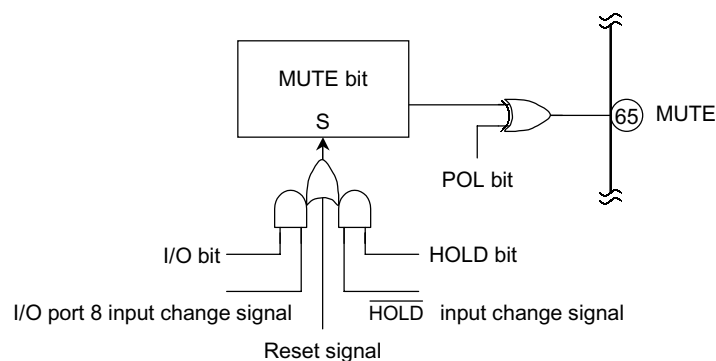 MUTE bit
S
65 MUTE
POL bit
I/O bit
HOLD bit
I/O port 8 input change signal
HOLD input change signal
Reset signal